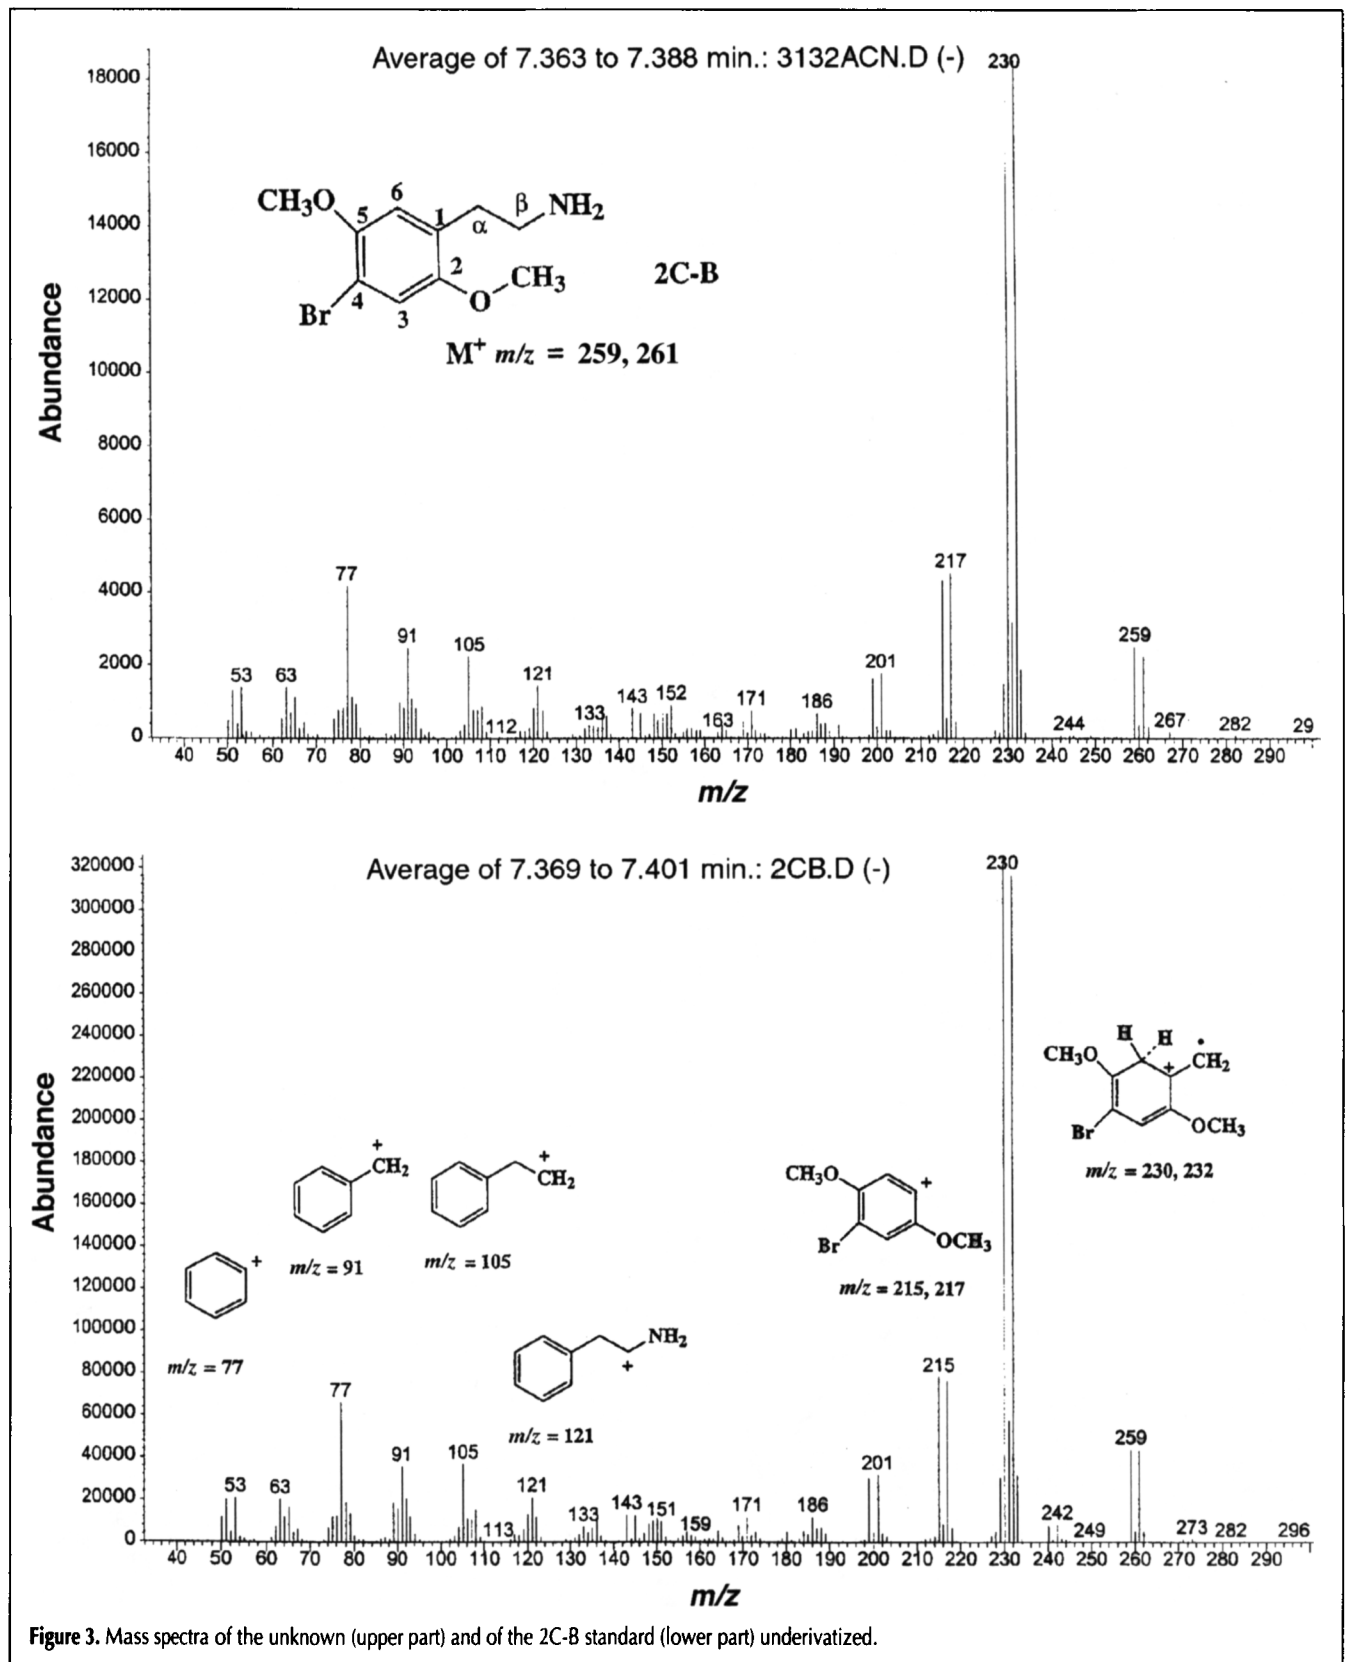 Average of 7.363 to 7.388 min.: 3132ACN.D (-)
230
18000
16000
14000
12000
10000
8000
6000
4000
2000
0
Abundance
CH₃O
5
6
1
α
β
NH₂
2
O
CH₃
Br
4
3
2C-B
M⁺ m/z = 259, 261
53
63
77
91
105
112
121
133
143
152
163
171
186
201
217
259
244
267
282
29
40 50 60 70 80 90 100 110 120 130 140 150 160 170 180 190 200 210 220 230 240 250 260 270 280 290
m/z
Average of 7.369 to 7.401 min.: 2CB.D (-)
230
320000
300000
280000
260000
240000
220000
200000
180000
160000
140000
120000
100000
80000
60000
40000
20000
0
Abundance
H
H
CH₃O
+
•
CH₂
Br
OCH₃
m/z = 230, 232
+
CH₂
m/z = 91
+
CH₂
m/z = 105
CH₃O
+
Br
OCH₃
m/z = 215, 217
+
m/z = 77
NH₂
+
m/z = 121
53
63
77
91
105
113
121
133
143
151
159
171
186
201
215
259
242
249
273
282
296
40 50 60 70 80 90 100 110 120 130 140 150 160 170 180 190 200 210 220 230 240 250 260 270 280 290
m/z
Figure 3. Mass spectra of the unknown (upper part) and of the 2C-B standard (lower part) underivatized.